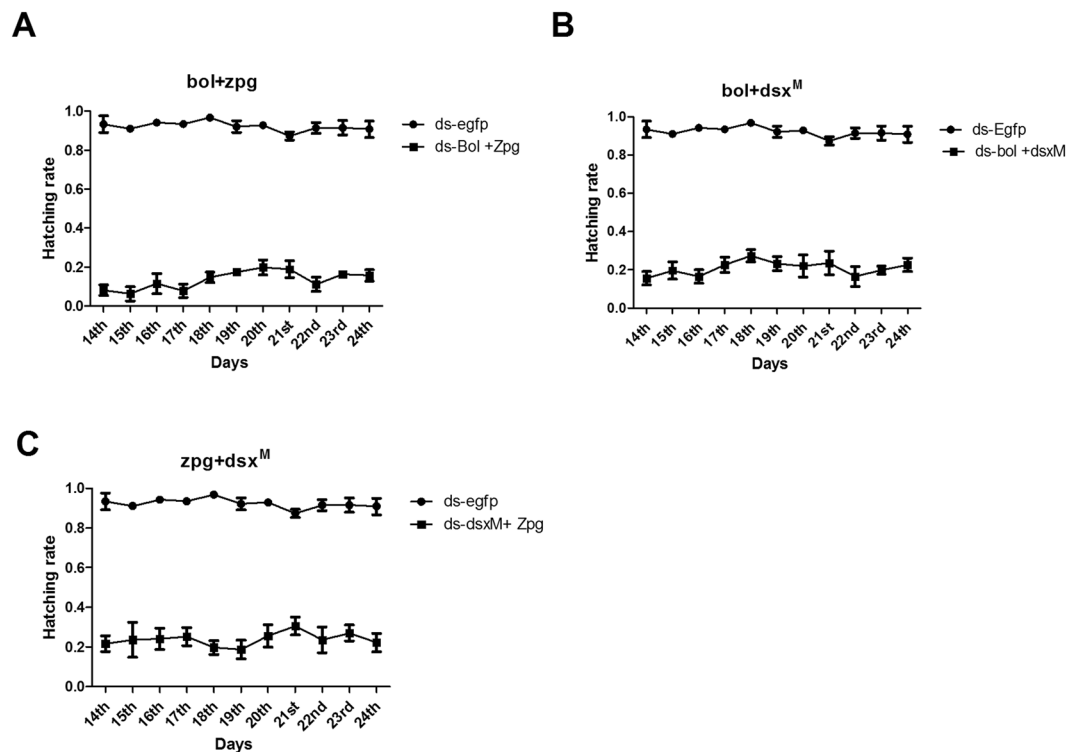 A
bol+zpg
1.0
0.8
0.6
0.4
0.2
0.0
Hatching rate
14th
15th
16th
17th
18th
19th
20th
21st
22nd
23rd
24th
Days
ds-egfp
ds-Bol +Zpg
B
bol+dsxM
1.0
0.8
0.6
0.4
0.2
0.0
Hatching rate
14th
15th
16th
17th
18th
19th
20th
21st
22nd
23rd
24th
Days
ds-Egfp
ds-bol +dsxM
C
zpg+dsxM
1.0
0.8
0.6
0.4
0.2
0.0
Hatching rate
14th
15th
16th
17th
18th
19th
20th
21st
22nd
23rd
24th
Days
ds-egfp
ds-dsxM+ Zpg